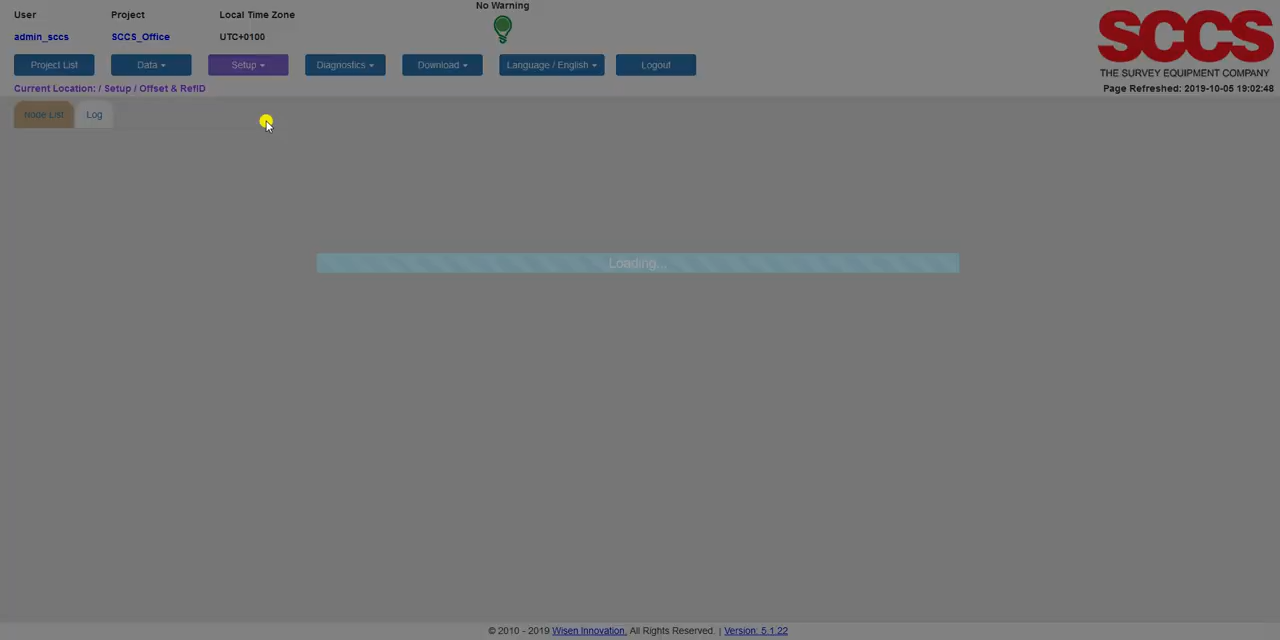 User Project Local Time Zone No Warning
admin_sccs SCCS_Office UTC+0100
SCCS
THE SURVEY EQUIPMENT COMPANY
Project List Data Setup Diagnostics Download Language / English Logout
Current Location: / Setup / Offset & RefID Page Refreshed: 2019-10-05 19:02:48
Node List Log
Loading...
© 2010 - 2019 Wisen Innovation. All Rights Reserved. | Version: 5.1.22